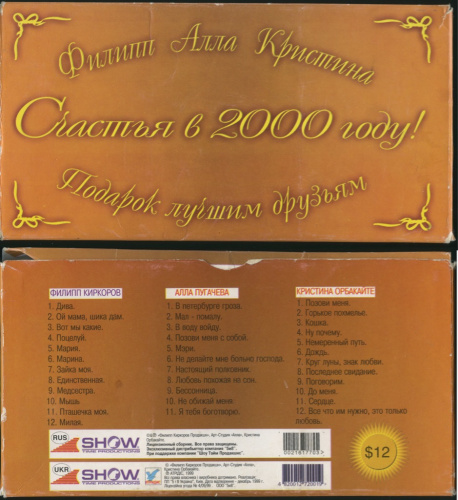 Филипп Алла Кристина
Счастья в 2000 году!
Подарок лучшим друзьям
ФИЛИПП КИРКОРОВ
1. Дива.
2. Ой мама, шика дам.
3. Вот мы какие.
4. Поцелуй.
5. Мария.
6. Марина.
7. Зайка моя.
8. Единственная.
9. Медсестра.
10. Мышь.
11. Пташечка моя.
12. Милая.
АЛЛА ПУГАЧЕВА
1. В петербурге гроза.
2. Мал - помалу.
3. В воду войду.
4. Позови меня с собой.
5. Мэри.
6. Не делайте мне больно господа.
7. Настоящий полковник.
8. Любовь похожая не сон.
9. Бессонница.
10. Не обижай меня.
11. Я тебя боготворю.
КРИСТИНА ОРБАКАЙТЕ
1. Позови меня.
2. Горькое похмелье.
3. Кошка.
4. Ну почему.
5. Немеренный путь.
6. Дождь.
7. Круг луны, знак любви.
8. Последнее свидание.
9. Поговорим.
10. До меня.
11. Сердце.
12. Все что им нужно, это только
любовь.
RUS
SHOW
TIME PRODUCTIONS
UKR
SHOW
TIME PRODUCTIONS
$12